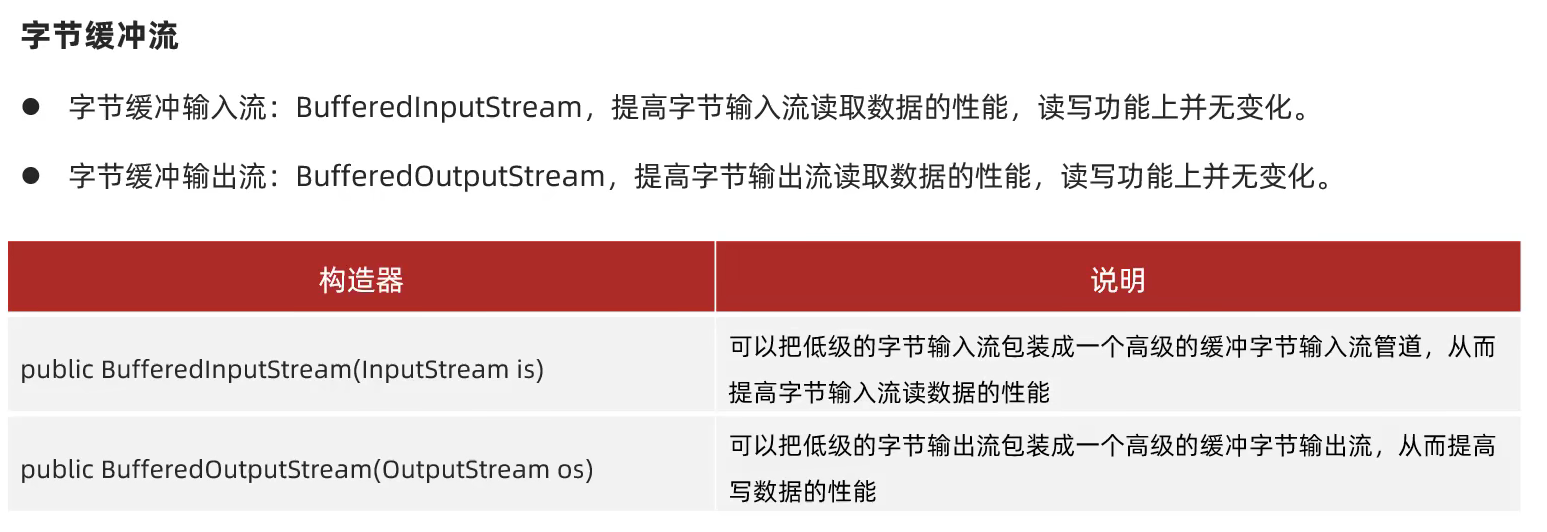 字节缓冲流
● 字节缓冲输入流：BufferedInputStream，提高字节输入流读取数据的性能，读写功能上并无变化。
● 字节缓冲输出流：BufferedOutputStream，提高字节输出流读取数据的性能，读写功能上并无变化。
构造器 说明
public BufferedInputStream(InputStream is)
可以把低级的字节输入流包装成一个高级的缓冲字节输入流管道，从而
提高字节输入流读数据的性能
public BufferedOutputStream(OutputStream os)
可以把低级的字节输出流包装成一个高级的缓冲字节输出流，从而提高
写数据的性能